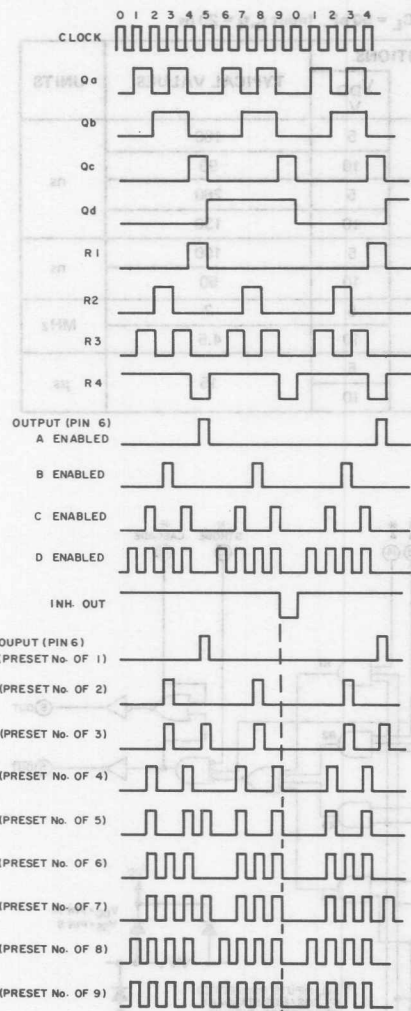 0 1 2 3 4 5 6 7 8 9 0 1 2 3 4
CLOCK
Qa
Qb
Qc
Qd
R1
R2
R3
R4
OUTPUT (PIN 6)
A ENABLED
B ENABLED
C ENABLED
D ENABLED
INH. OUT
OUPUT (PIN6)
(PRESET No. OF 1)
(PRESET No. OF 2)
(PRESET No. OF 3)
(PRESET No. OF 4)
(PRESET No. OF 5)
(PRESET No. OF 6)
(PRESET No. OF 7)
(PRESET No. OF 8)
(PRESET No. OF 9)